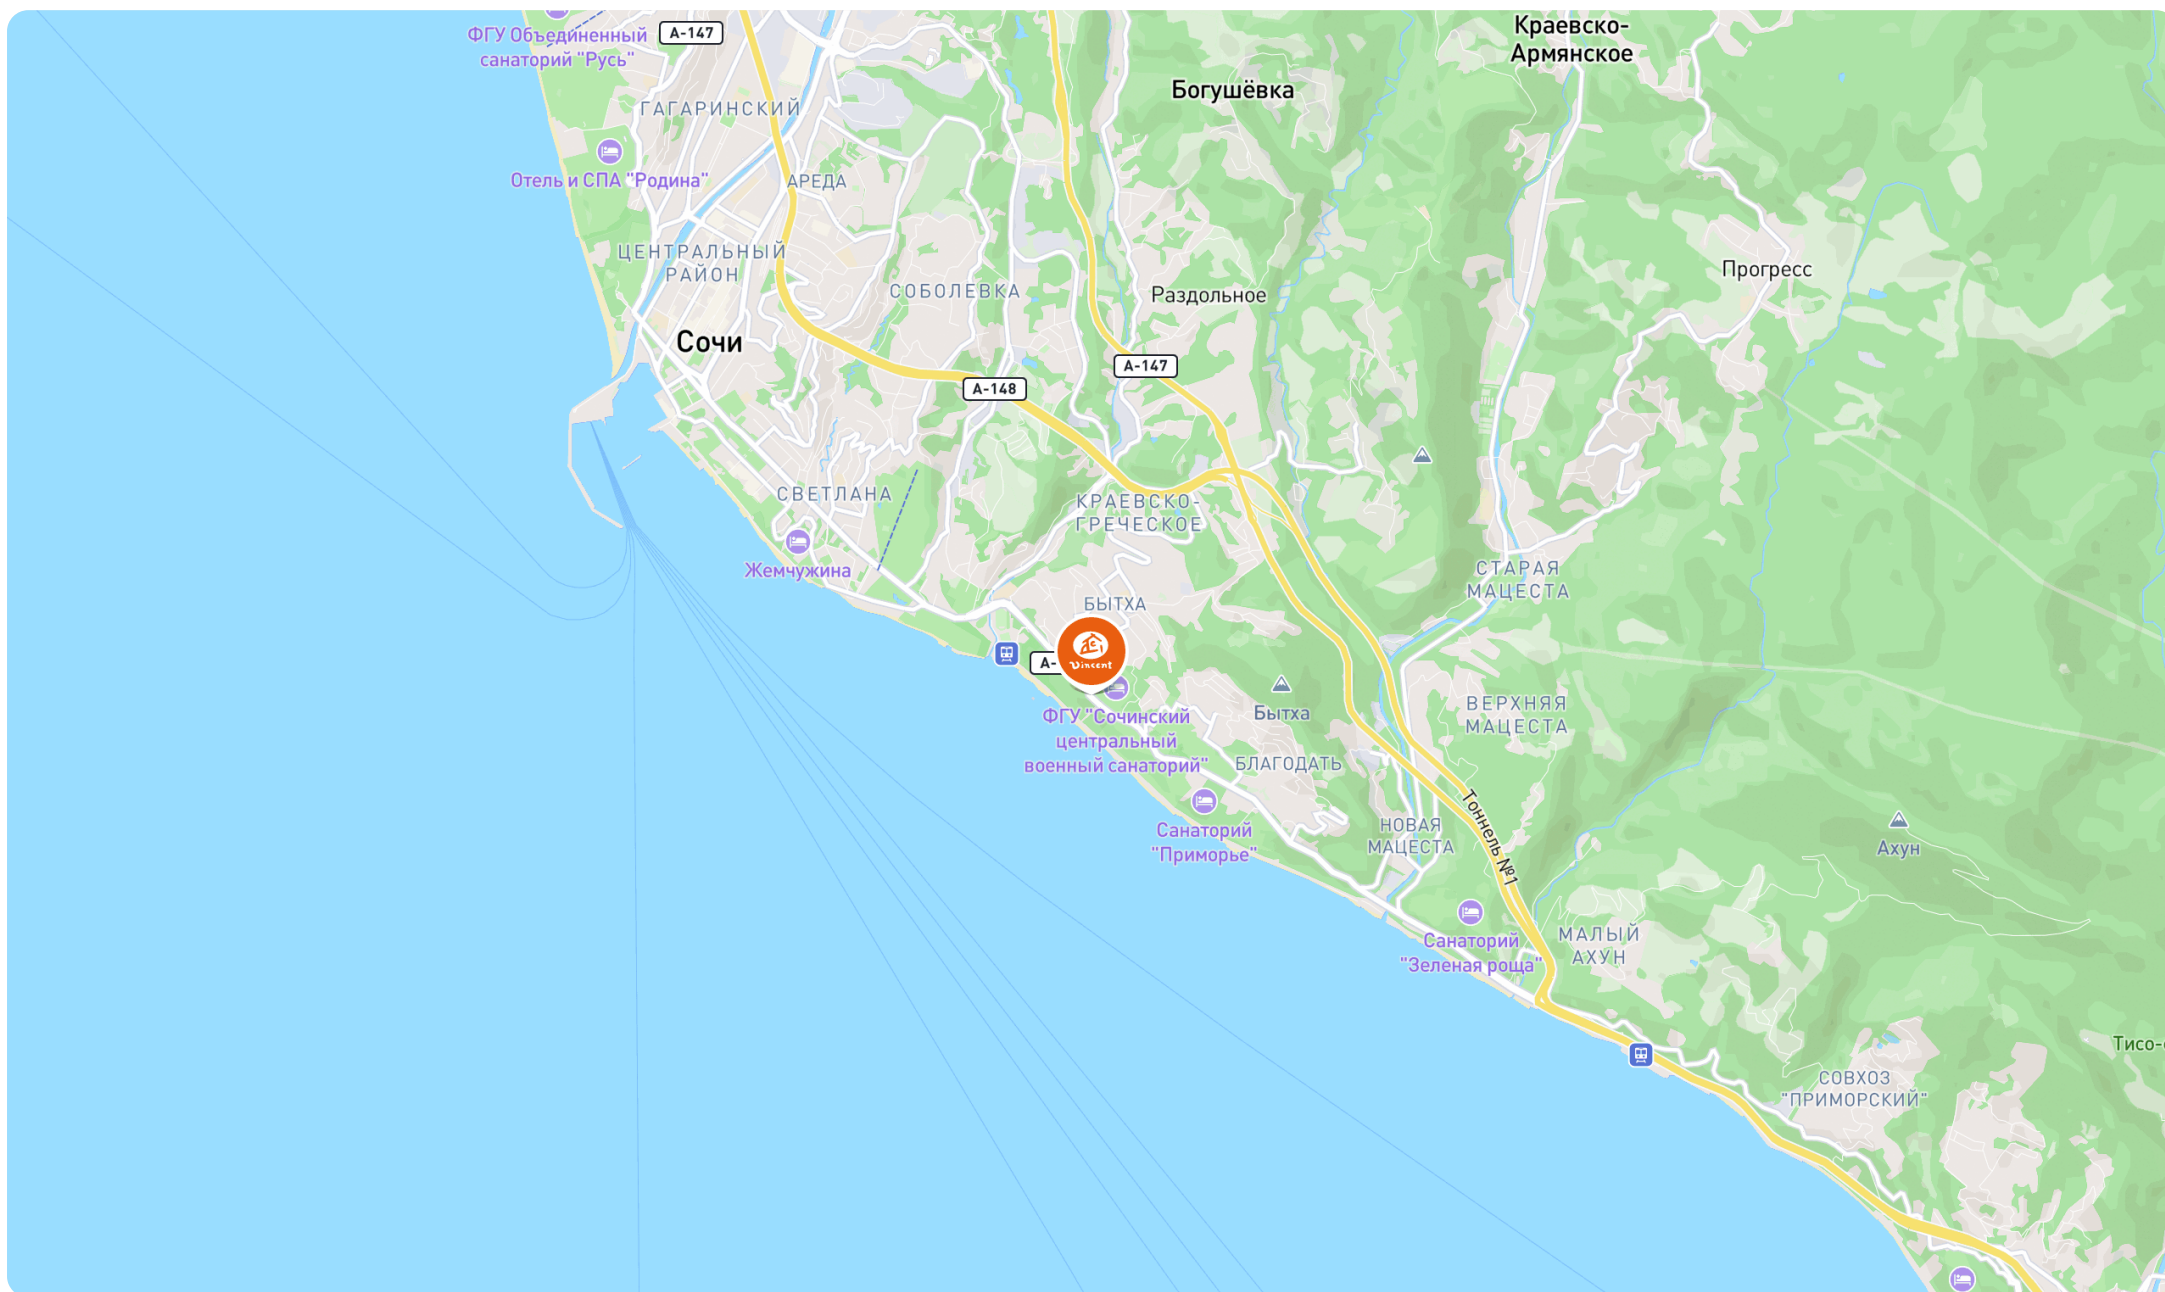 ФГУ Объединенный
санаторий "Русь"
А-147
Краевско-
Армянское
Богушёвка
ГАГАРИНСКИЙ
Отель и СПА "Родина"
АРЕДА
ЦЕНТРАЛЬНЫЙ
РАЙОН
СОБОЛЕВКА
Раздольное
Прогресс
Сочи
А-147
А-148
СВЕТЛАНА
КРАЕВСКО-
ГРЕЧЕСКОЕ
Жемчужина
СТАРАЯ
МАЦЕСТА
БЫТХА
А-
Vincent
ФГУ "Сочинский
центральный
военный санаторий"
Бытха
ВЕРХНЯЯ
МАЦЕСТА
БЛАГОДАТЬ
Санаторий
"Приморье"
НОВАЯ
МАЦЕСТА
Тоннель №1
Ахун
Санаторий
"Зеленая роща"
МАЛЫЙ
АХУН
Тисо-
СОВХОЗ
"ПРИМОРСКИЙ"